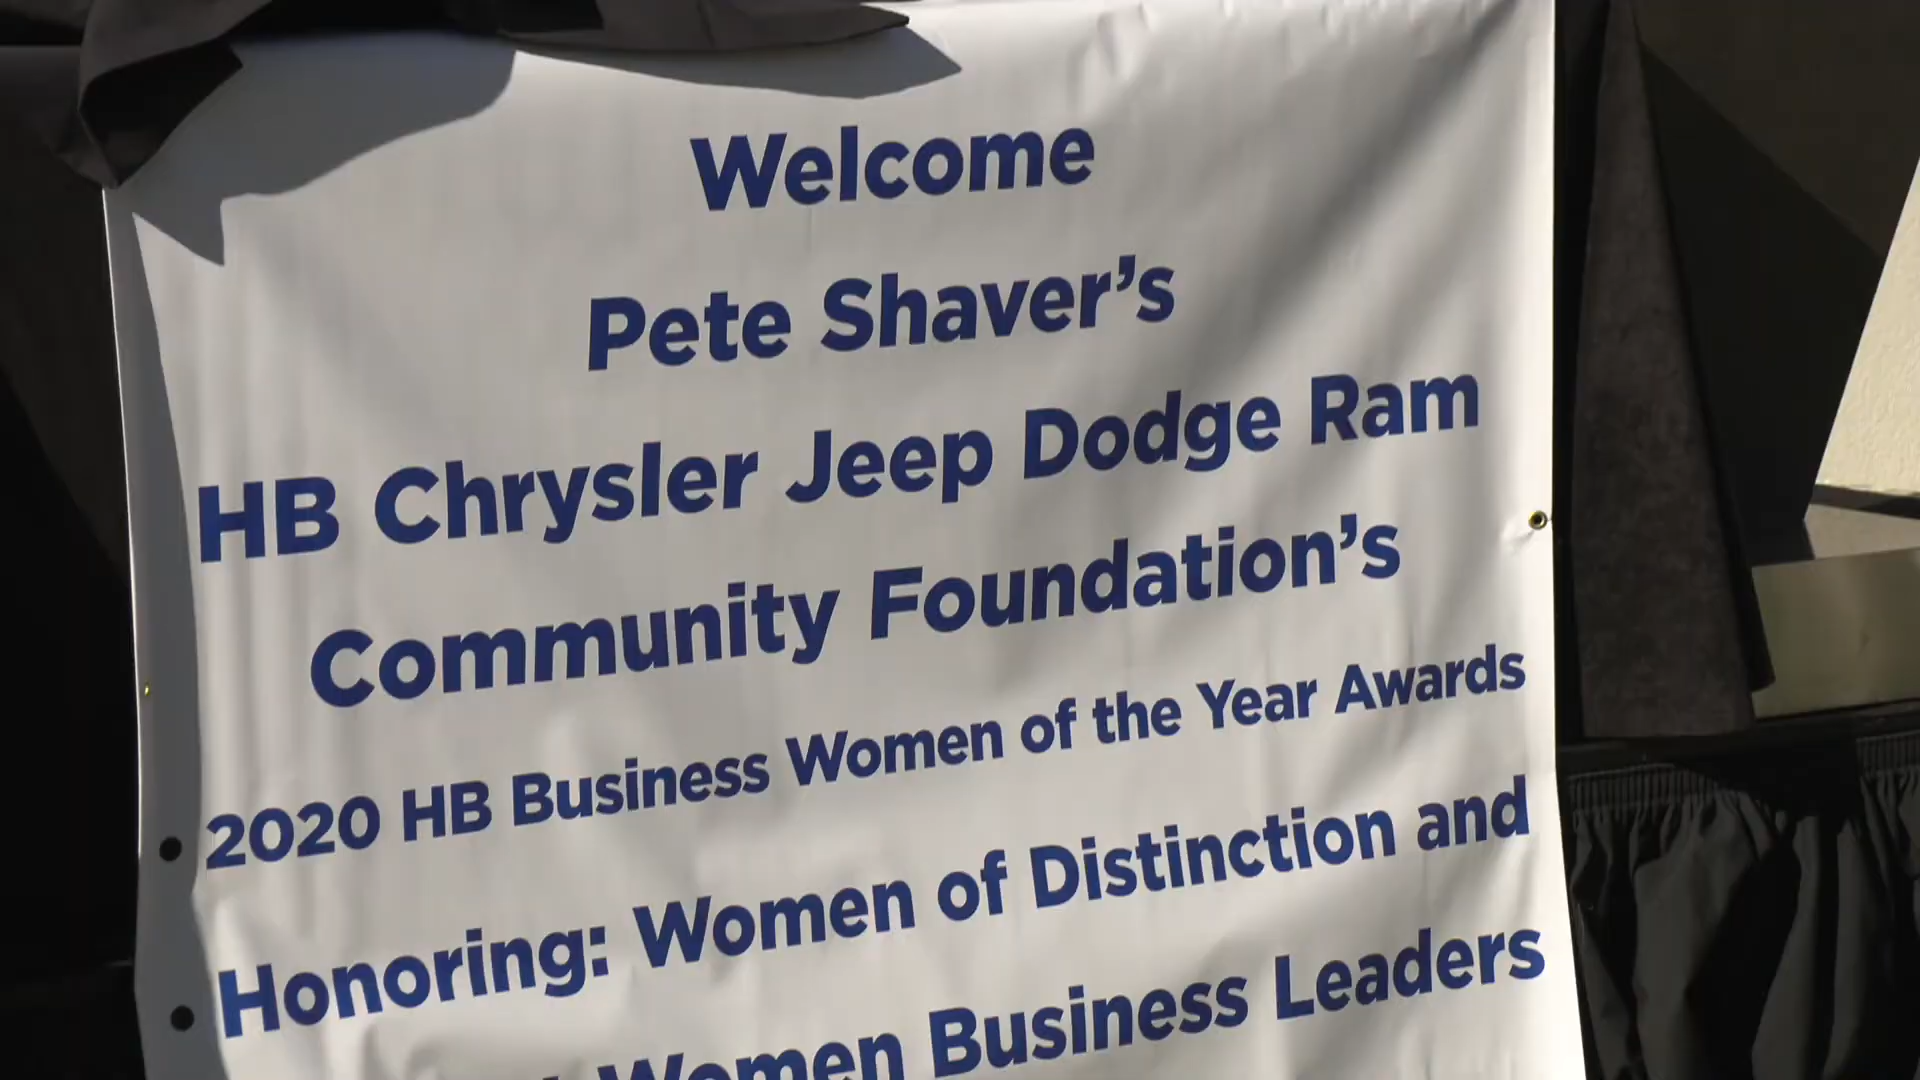 Welcome
Pete Shaver's
HB Chrysler Jeep Dodge Ram
Community Foundation's
• 2020 HB Business Women of the Year Awards
• Honoring: Women of Distinction and
Women Business Leaders